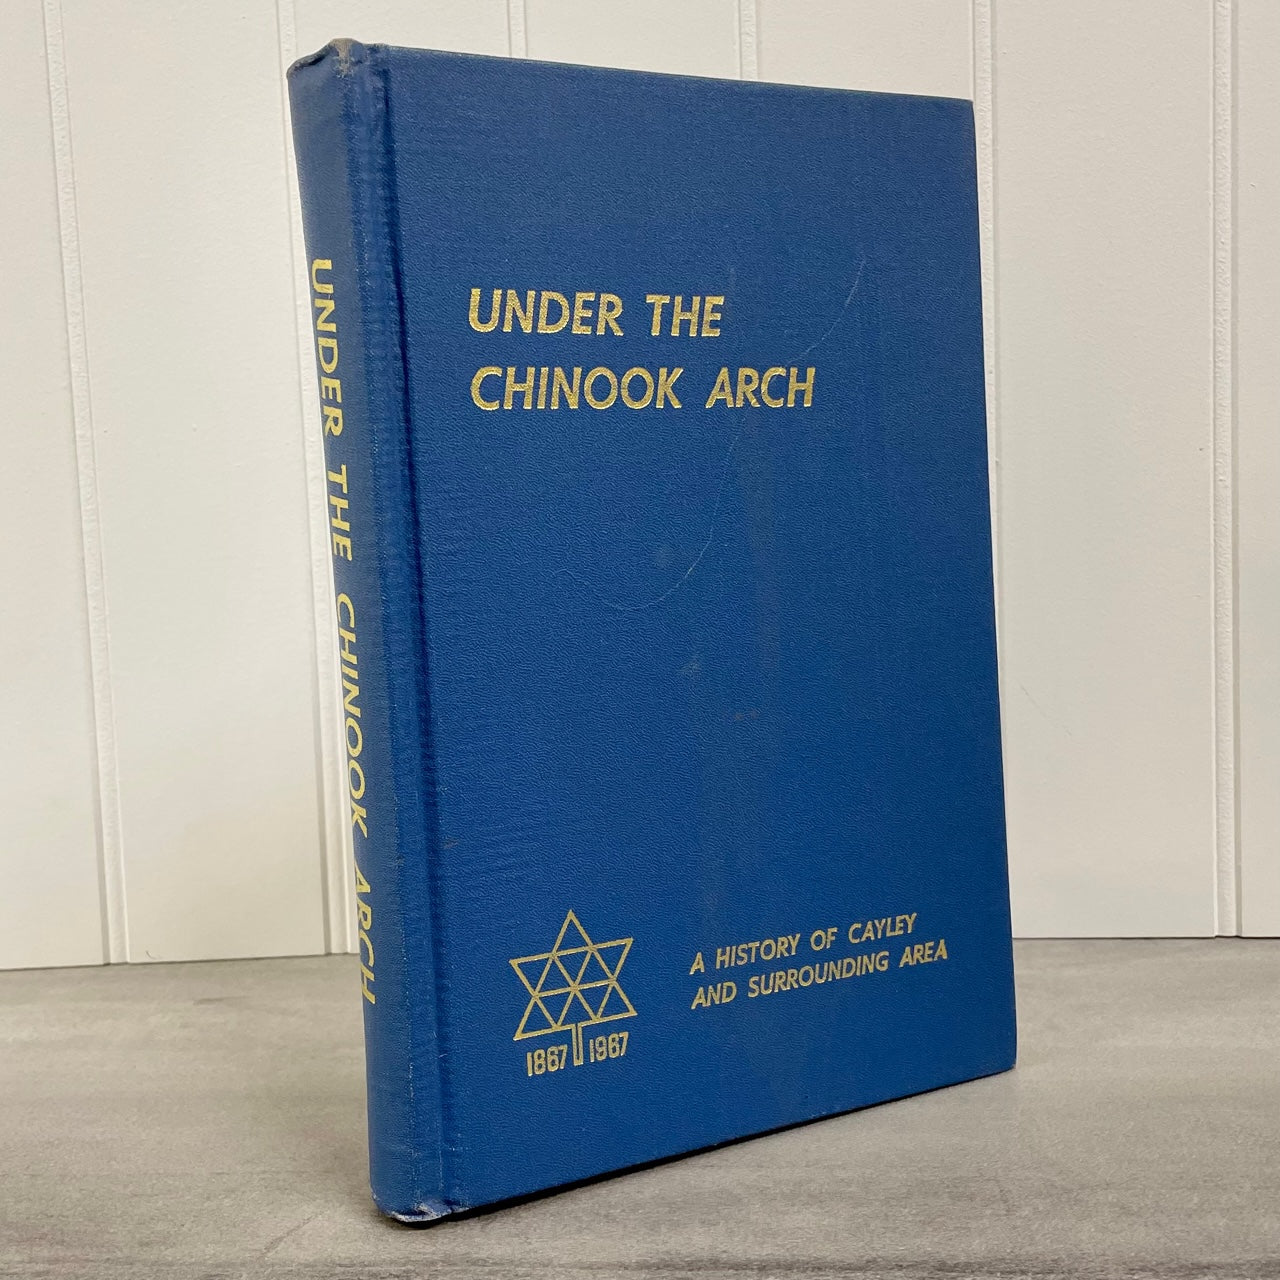 UNDER THE CHINOOK ARCH
UNDER THE
CHINOOK ARCH
A HISTORY OF CAYLEY
AND SURROUNDING AREA
1867 1967